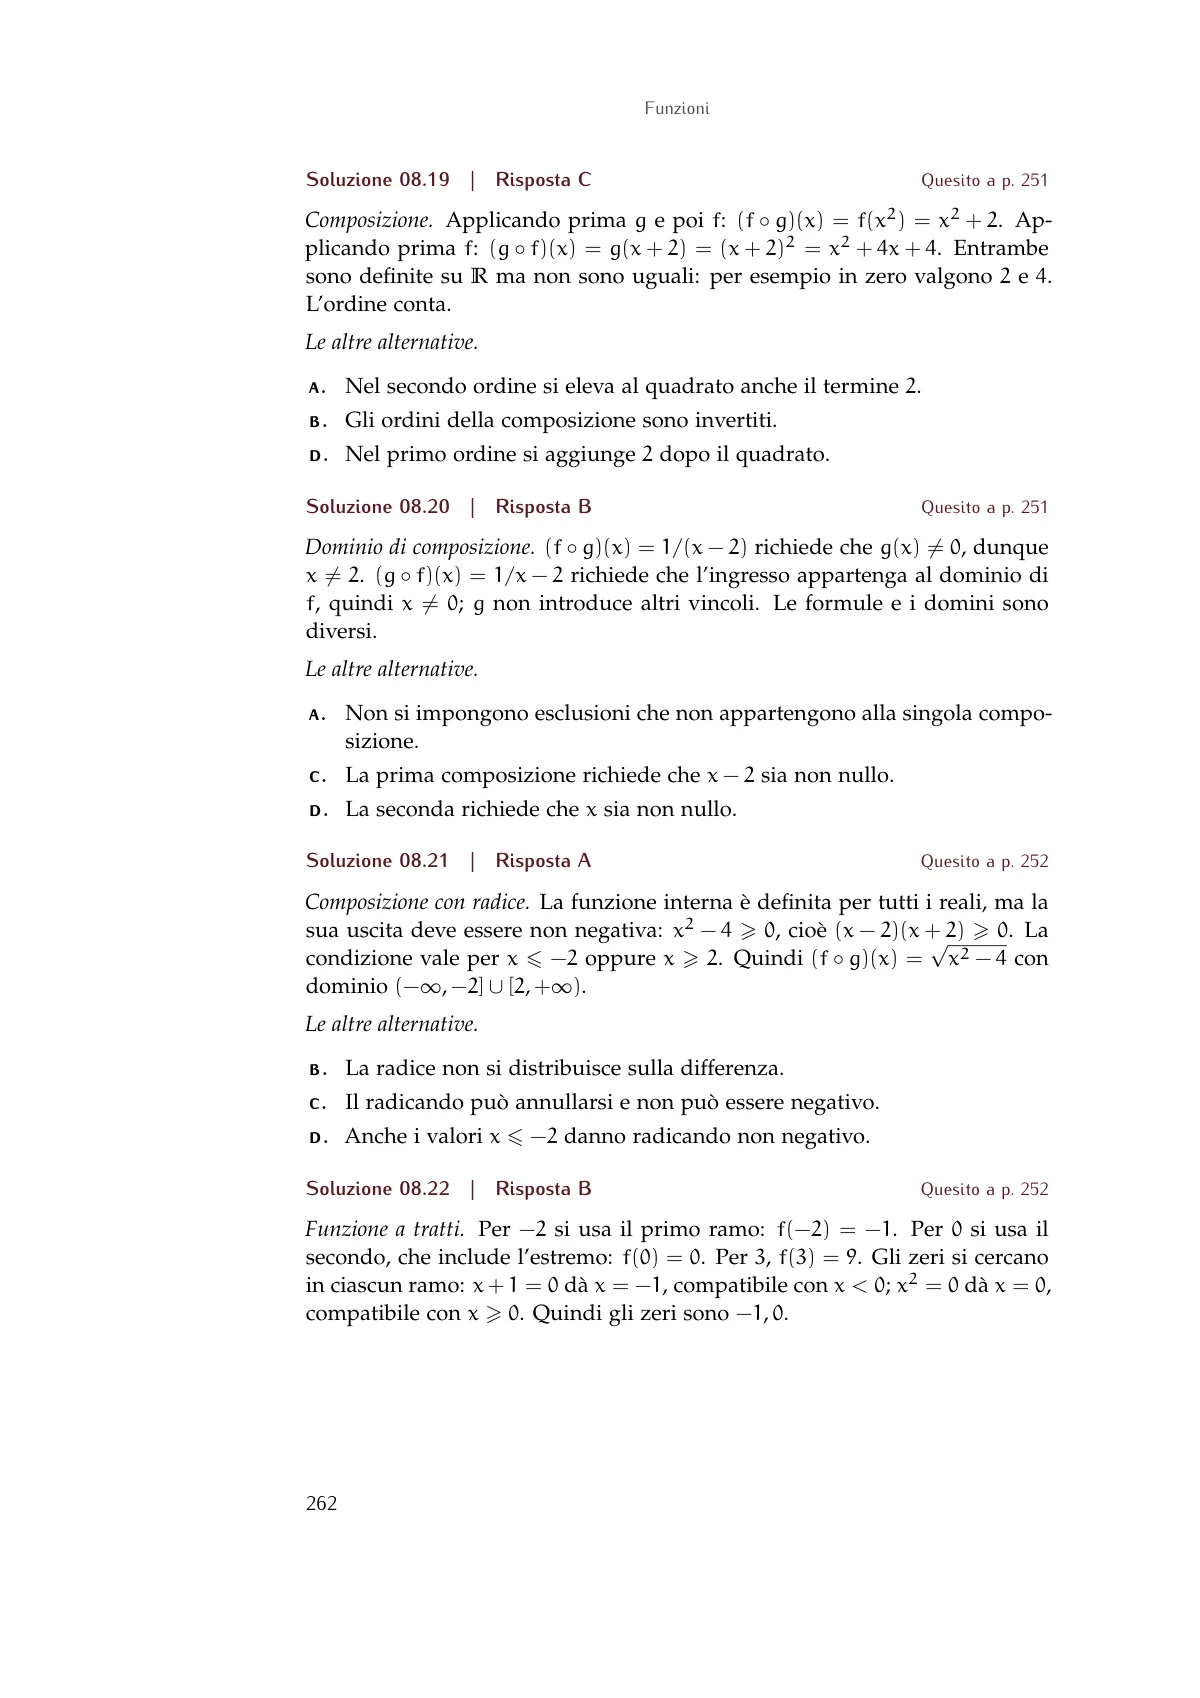 Funzioni
Soluzione 08.19 | Risposta C Quesito a p. 251
Composizione. Applicando prima g e poi f: (f ∘ g)(x) = f(x²) = x² + 2. Ap-
plicando prima f: (g ∘ f)(x) = g(x + 2) = (x + 2)² = x² + 4x + 4. Entrambe
sono definite su ℝ ma non sono uguali: per esempio in zero valgono 2 e 4.
L’ordine conta.
Le altre alternative.
A. Nel secondo ordine si eleva al quadrato anche il termine 2.
B. Gli ordini della composizione sono invertiti.
D. Nel primo ordine si aggiunge 2 dopo il quadrato.
Soluzione 08.20 | Risposta B Quesito a p. 251
Dominio di composizione. (f ∘ g)(x) = 1/(x − 2) richiede che g(x) ≠ 0, dunque
x ≠ 2. (g ∘ f)(x) = 1/x − 2 richiede che l’ingresso appartenga al dominio di
f, quindi x ≠ 0; g non introduce altri vincoli. Le formule e i domini sono
diversi.
Le altre alternative.
A. Non si impongono esclusioni che non appartengono alla singola compo-
sizione.
C. La prima composizione richiede che x − 2 sia non nullo.
D. La seconda richiede che x sia non nullo.
Soluzione 08.21 | Risposta A Quesito a p. 252
Composizione con radice. La funzione interna è definita per tutti i reali, ma la
sua uscita deve essere non negativa: x² − 4 ⩾ 0, cioè (x − 2)(x + 2) ⩾ 0. La
condizione vale per x ⩽ −2 oppure x ⩾ 2. Quindi (f ∘ g)(x) = √(x² − 4) con
dominio (−∞, −2] ∪ [2, +∞).
Le altre alternative.
B. La radice non si distribuisce sulla differenza.
C. Il radicando può annullarsi e non può essere negativo.
D. Anche i valori x ⩽ −2 danno radicando non negativo.
Soluzione 08.22 | Risposta B Quesito a p. 252
Funzione a tratti. Per −2 si usa il primo ramo: f(−2) = −1. Per 0 si usa il
secondo, che include l’estremo: f(0) = 0. Per 3, f(3) = 9. Gli zeri si cercano
in ciascun ramo: x + 1 = 0 dà x = −1, compatibile con x < 0; x² = 0 dà x = 0,
compatibile con x ⩾ 0. Quindi gli zeri sono −1, 0.
262